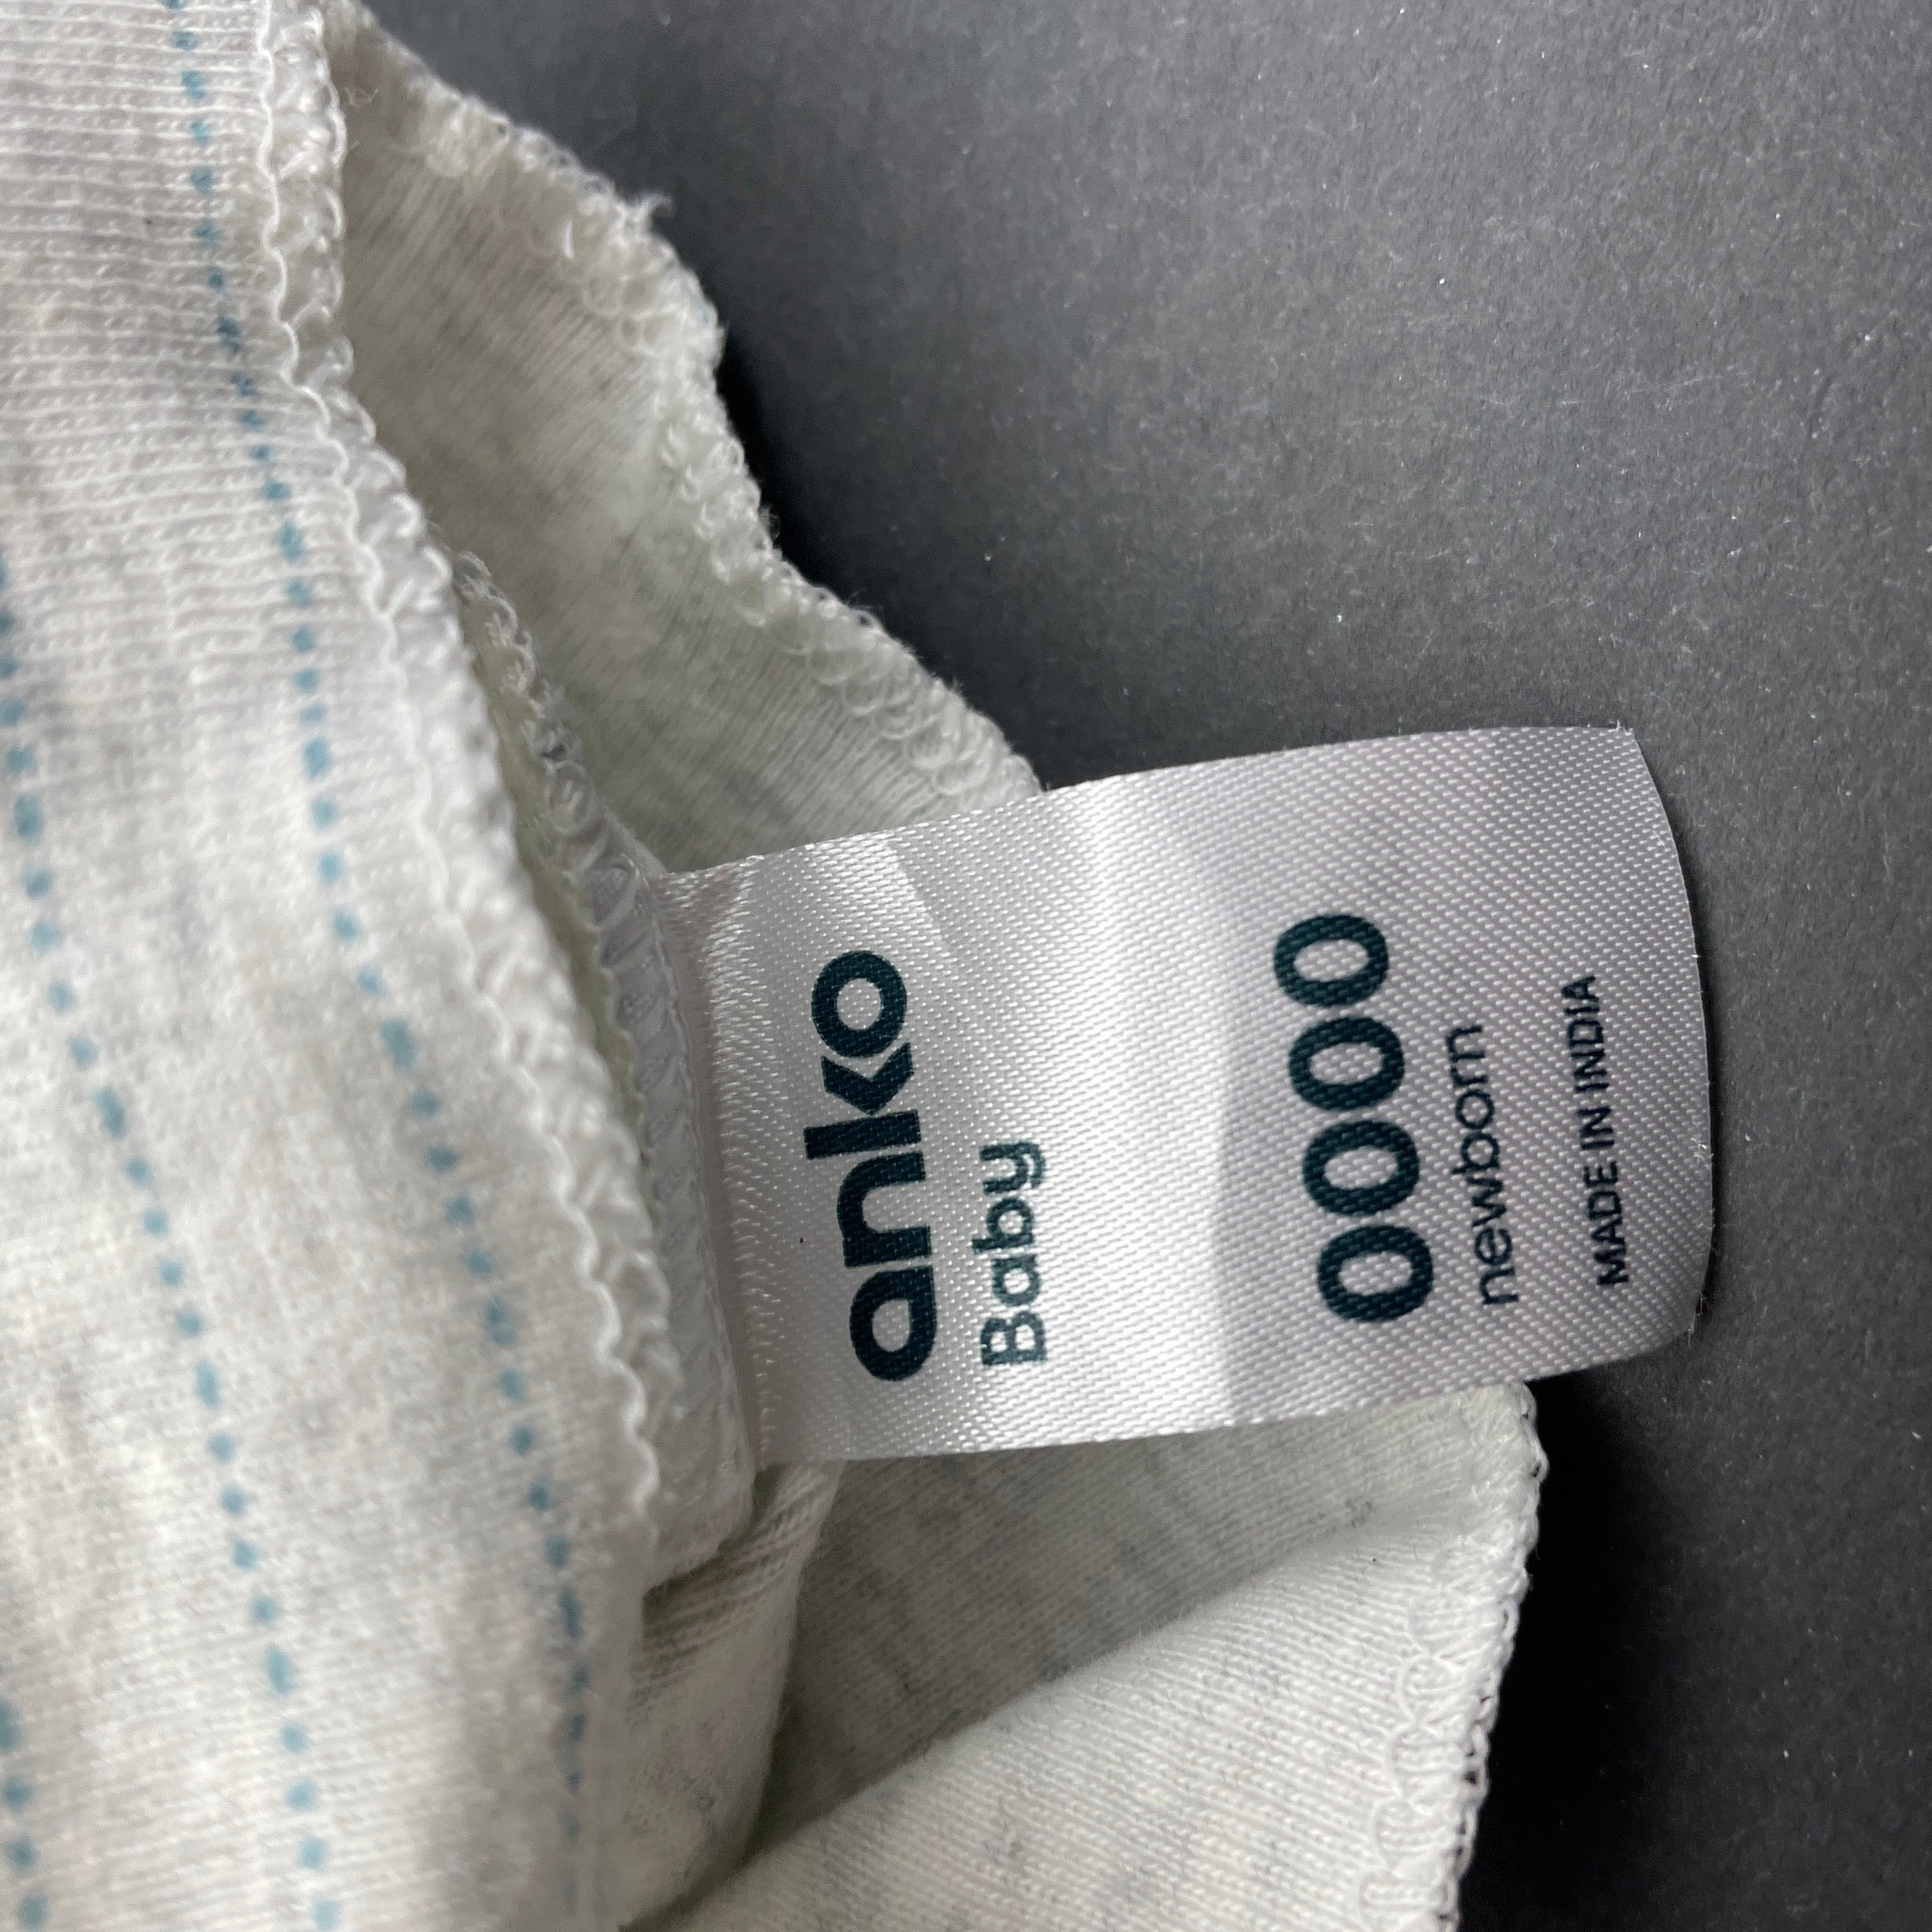 anko
Baby
0000
newborn
MADE IN INDIA